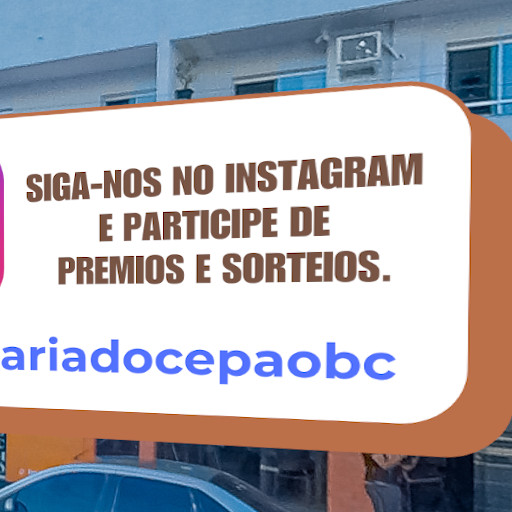 SIGA-NOS NO INSTAGRAM
E PARTICIPE DE
PREMIOS E SORTEIOS.
ariadocepaobc